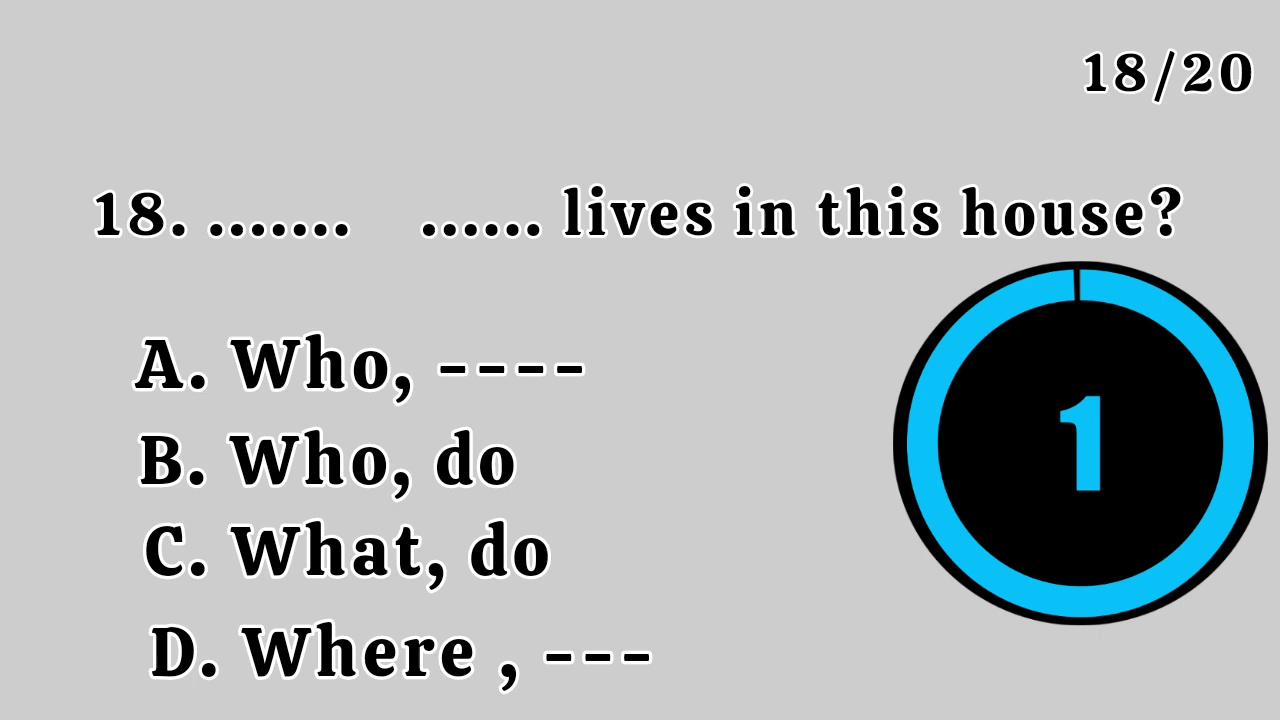 18/20
18. ....... ...... lives in this house?
A. Who, ----
B. Who, do
1
C. What, do
D. Where , ---